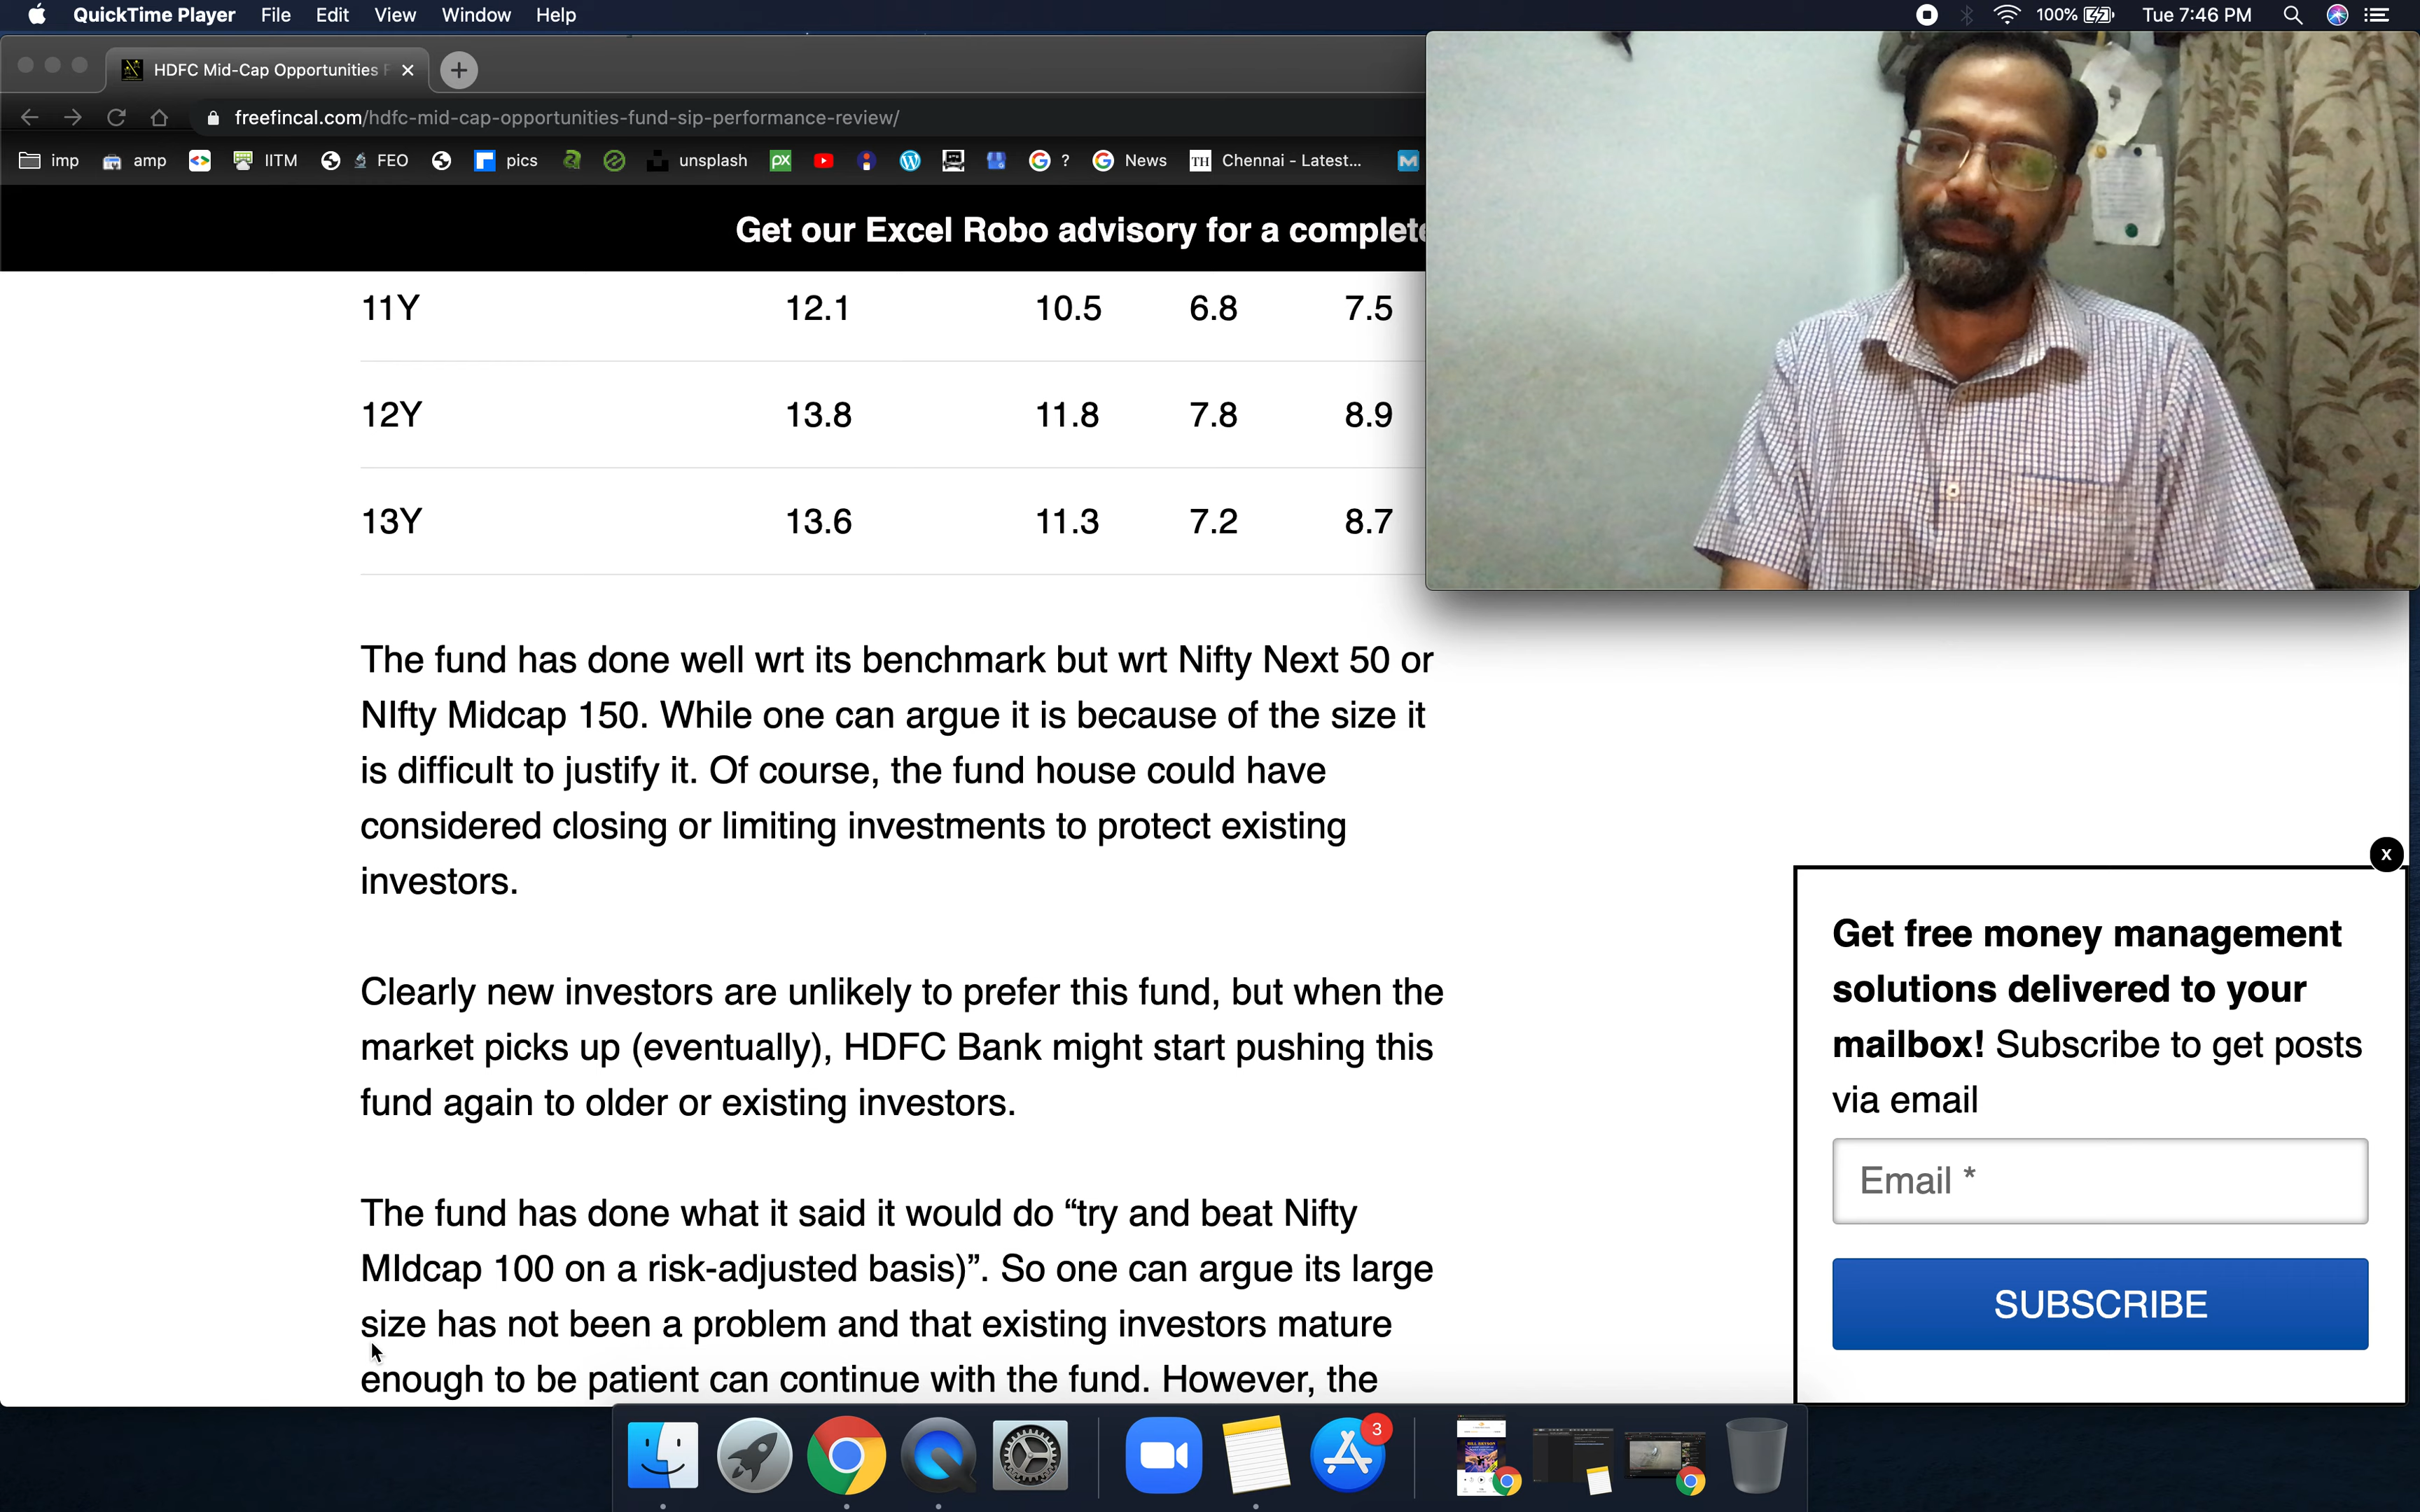 QuickTime Player File Edit View Window Help 100% Tue 7:46 PM
HDFC Mid-Cap Opportunities F
freefincal.com/hdfc-mid-cap-opportunities-fund-sip-performance-review/
imp amp IITM FEO pics unsplash px ? News TH Chennai - Latest... M
Get our Excel Robo advisory for a complete
11Y 12.1 10.5 6.8 7.5
12Y 13.8 11.8 7.8 8.9
13Y 13.6 11.3 7.2 8.7
The fund has done well wrt its benchmark but wrt Nifty Next 50 or
NIfty Midcap 150. While one can argue it is because of the size it
is difficult to justify it. Of course, the fund house could have
considered closing or limiting investments to protect existing
investors.
Clearly new investors are unlikely to prefer this fund, but when the
market picks up (eventually), HDFC Bank might start pushing this
fund again to older or existing investors.
The fund has done what it said it would do “try and beat Nifty
MIdcap 100 on a risk-adjusted basis)”. So one can argue its large
size has not been a problem and that existing investors mature
enough to be patient can continue with the fund. However, the
x
Get free money management
solutions delivered to your
mailbox! Subscribe to get posts
via email
Email *
SUBSCRIBE
3